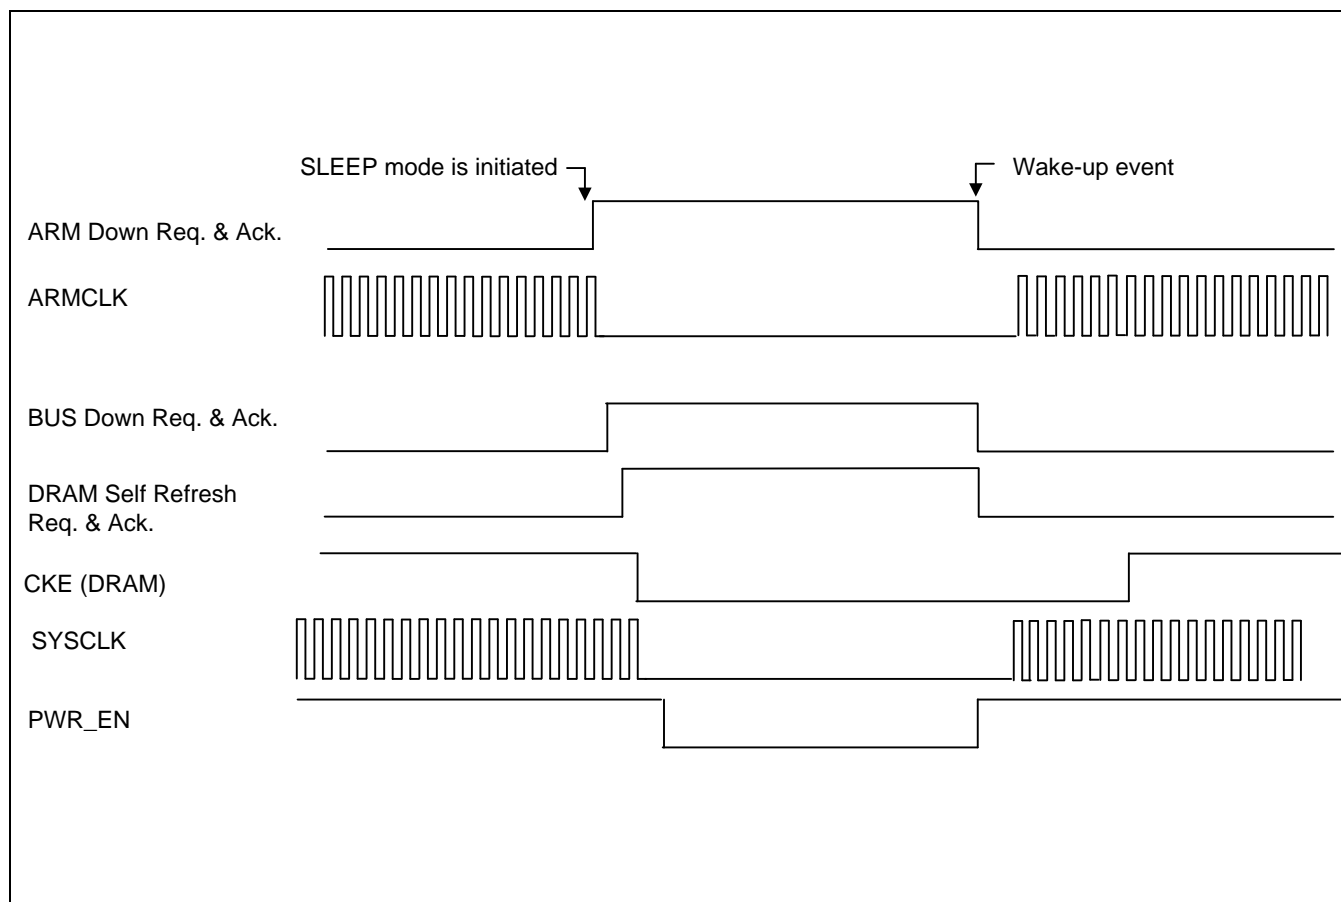 SLEEP mode is initiated
Wake-up event
ARM Down Req. & Ack.
ARMCLK
BUS Down Req. & Ack.
DRAM Self Refresh
Req. & Ack.
CKE (DRAM)
SYSCLK
PWR_EN